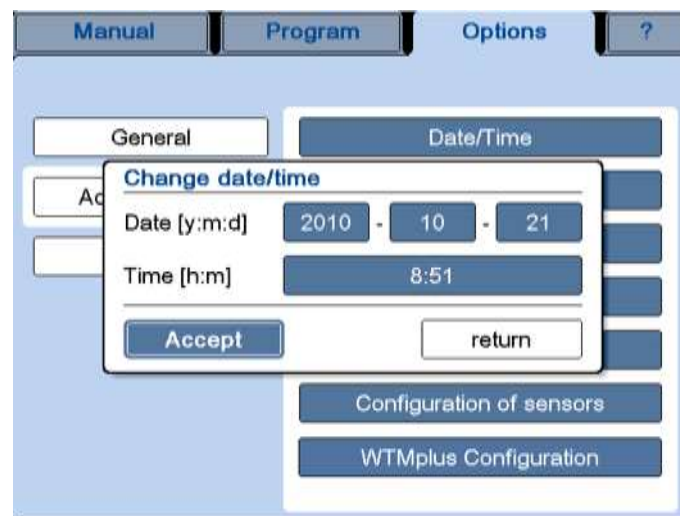 Manual Program Options ?
General
Date/Time
Change date/time
Date [y:m:d] 2010 - 10 - 21
Time [h:m] 8:51
Accept return
Configuration of sensors
WTMplus Configuration